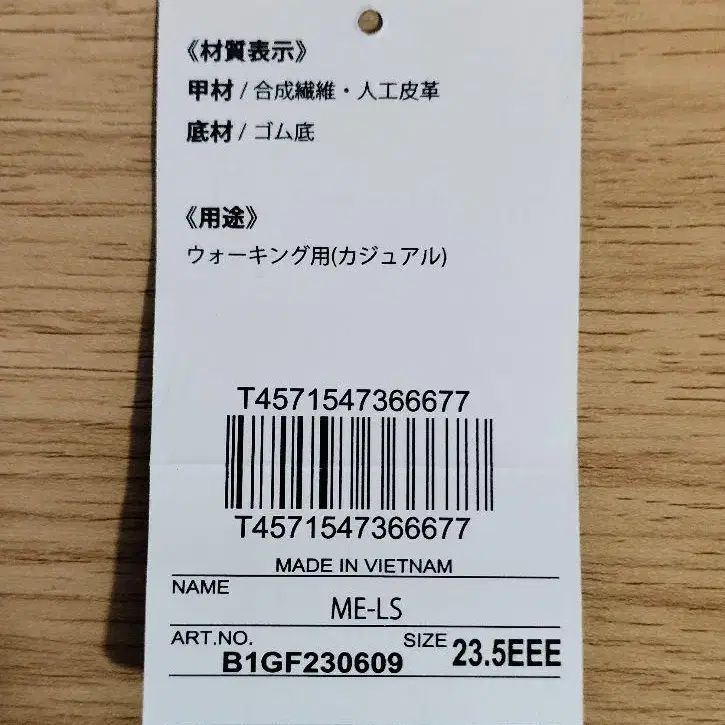 《材質表示》
甲材 / 合成繊維・人工皮革
底材 / ゴム底
《用途》
ウォーキング用(カジュアル)
T4571547366677
T4571547366677
MADE IN VIETNAM
NAME
ME-LS
ART.NO. B1GF230609 SIZE 23.5EEE